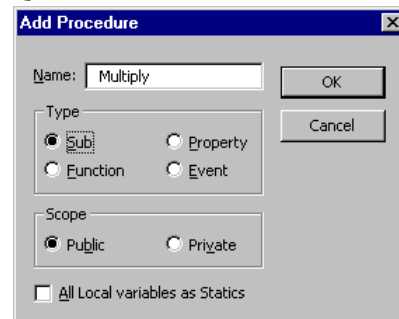 Add Procedure
Name: Multiply
OK
Type
Cancel
Sub Property
Function Event
Scope
Public Private
All Local variables as Statics